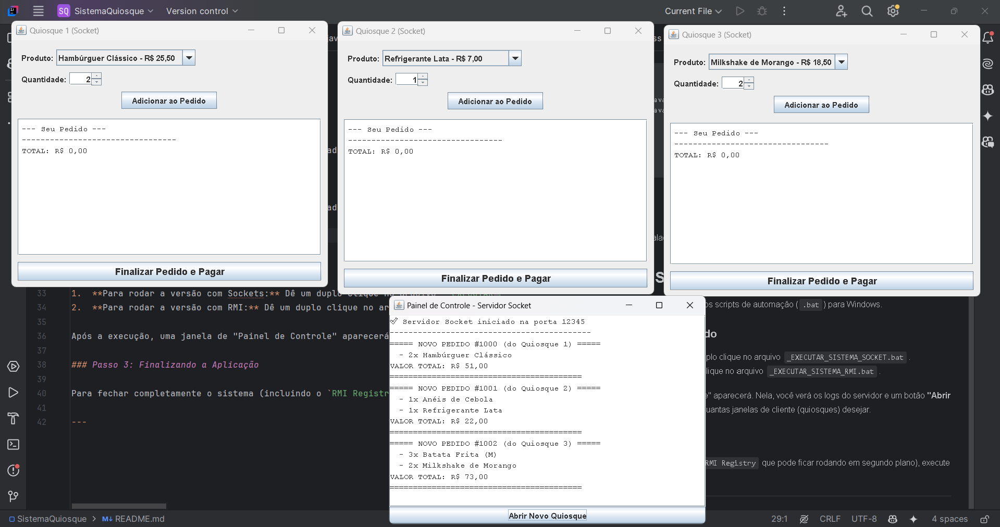 SQ SistemaQuiosque Version control Current File
Quiosque 1 (Socket)
Produto: Hambúrguer Clássico - R$ 25,50
Quantidade: 2
Adicionar ao Pedido
--- Seu Pedido ---
---------------------------------
TOTAL: R$ 0,00
Finalizar Pedido e Pagar
Quiosque 2 (Socket)
Produto: Refrigerante Lata - R$ 7,00
Quantidade: 1
Adicionar ao Pedido
--- Seu Pedido ---
---------------------------------
TOTAL: R$ 0,00
Finalizar Pedido e Pagar
Quiosque 3 (Socket)
Produto: Milkshake de Morango - R$ 18,50
Quantidade: 2
Adicionar ao Pedido
--- Seu Pedido ---
---------------------------------
TOTAL: R$ 0,00
Finalizar Pedido e Pagar
33 1. **Para rodar a versão com Sockets:** Dê um duplo clique no
34 2. **Para rodar a versão com RMI:** Dê um duplo clique no ar
35
36 Após a execução, uma janela de "Painel de Controle" aparecerá
37
38 ### Passo 3: Finalizando a Aplicação
39
40 Para fechar completamente o sistema (incluindo o `RMI Registr
41
42 ---
Painel de Controle - Servidor Socket
✓ Servidor Socket iniciado na porta 12345
-------------------------------------------
===== NOVO PEDIDO #1000 (do Quiosque 1) =====
- 2x Hambúrguer Clássico
VALOR TOTAL: R$ 51,00
=========================================
===== NOVO PEDIDO #1001 (do Quiosque 2) =====
- 1x Anéis de Cebola
- 1x Refrigerante Lata
VALOR TOTAL: R$ 22,00
=========================================
===== NOVO PEDIDO #1002 (do Quiosque 3) =====
- 3x Batata Frita (M)
- 2x Milkshake de Morango
VALOR TOTAL: R$ 73,00
=========================================
Abrir Novo Quiosque
os scripts de automação ( .bat ) para Windows.
do
plo clique no arquivo _EXECUTAR_SISTEMA_SOCKET.bat .
lique no arquivo _EXECUTAR_SISTEMA_RMI.bat .
e" aparecerá. Nela, você verá os logs do servidor e um botão "Abrir
uantas janelas de cliente (quiosques) desejar.
RMI Registry que pode ficar rodando em segundo plano), execute
SistemaQuiosque > M↓ README.md 29:1 CRLF UTF-8 4 spaces